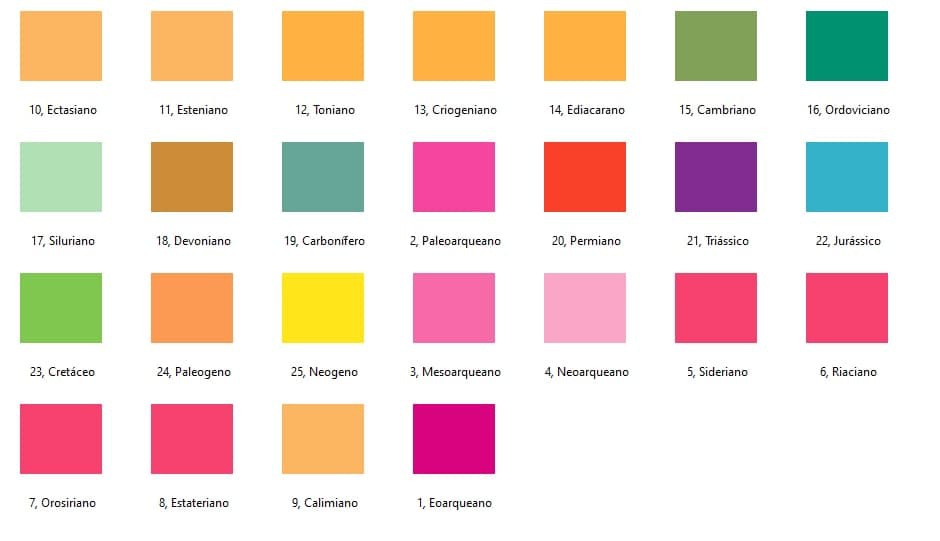 10, Ectasiano
11, Esteniano
12, Toniano
13, Criogeniano
14, Ediacarano
15, Cambriano
16, Ordoviciano
17, Siluriano
18, Devoniano
19, Carbonífero
2, Paleoarqueano
20, Permiano
21, Triássico
22, Jurássico
23, Cretáceo
24, Paleogeno
25, Neogeno
3, Mesoarqueano
4, Neoarqueano
5, Sideriano
6, Riaciano
7, Orosiriano
8, Estateriano
9, Calimiano
1, Eoarqueano